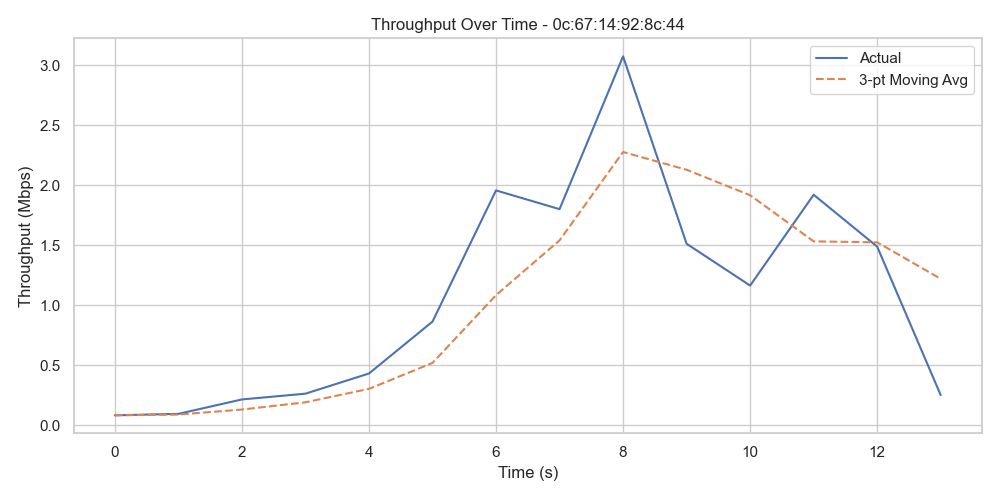 Throughput Over Time - 0c:67:14:92:8c:44
Actual
3-pt Moving Avg
Throughput (Mbps)
3.0
2.5
2.0
1.5
1.0
0.5
0.0
0 2 4 6 8 10 12
Time (s)